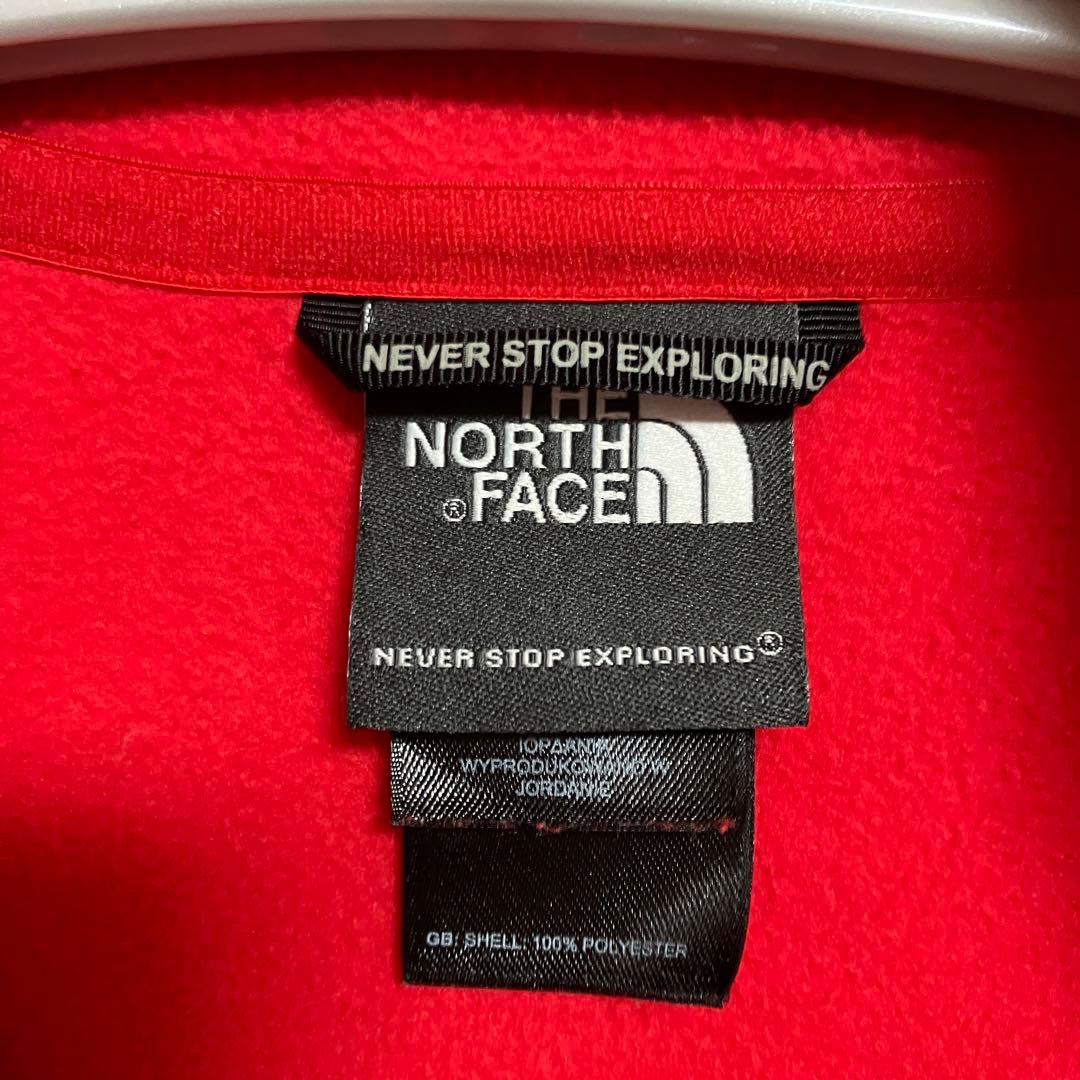 NEVER STOP EXPLORING
THE
NORTH
®FACE
NEVER STOP EXPLORING®
WYPRODUKOWANO W
JORDANIE
GB: SHELL: 100% POLYESTER